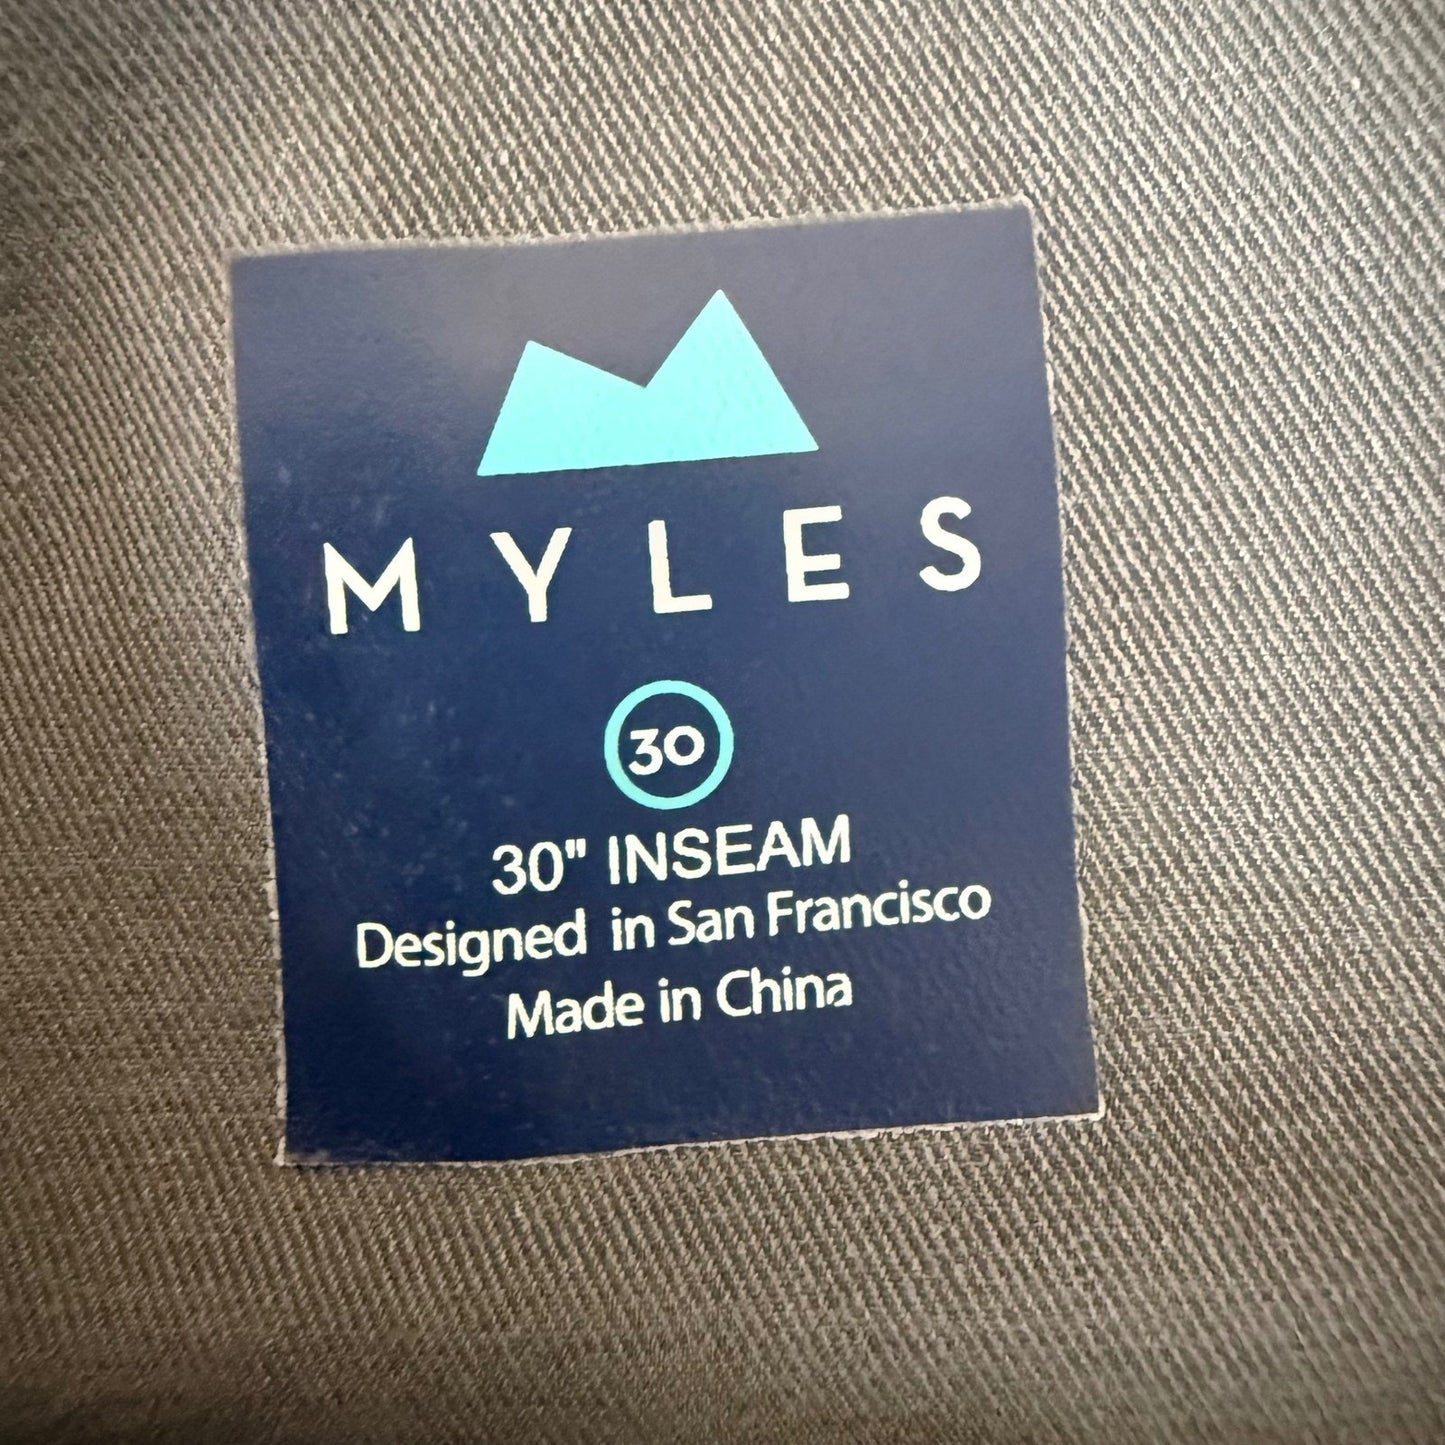 MYLES
30
30" INSEAM
Designed in San Francisco
Made in China